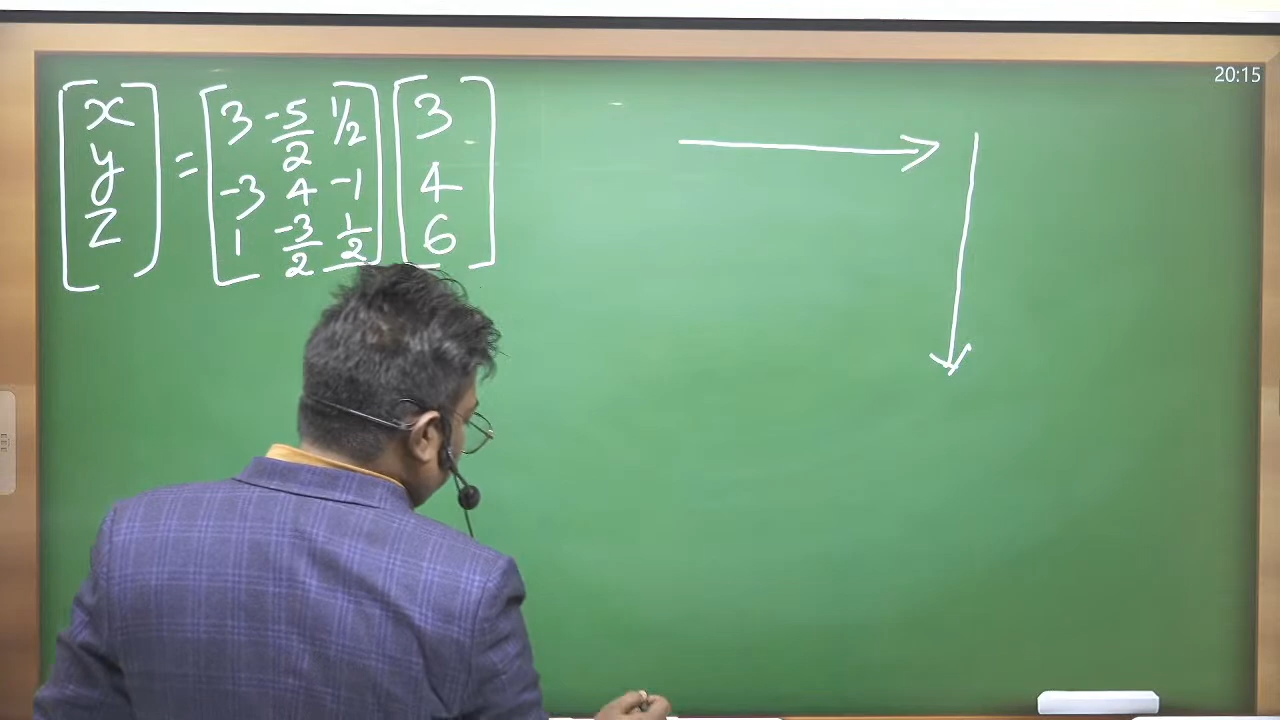 20:15
[x] = [3 -5/2 1/2] [3]
[y] [-3 4 -1] [4]
[z] [1 -3/2 1/2] [6]